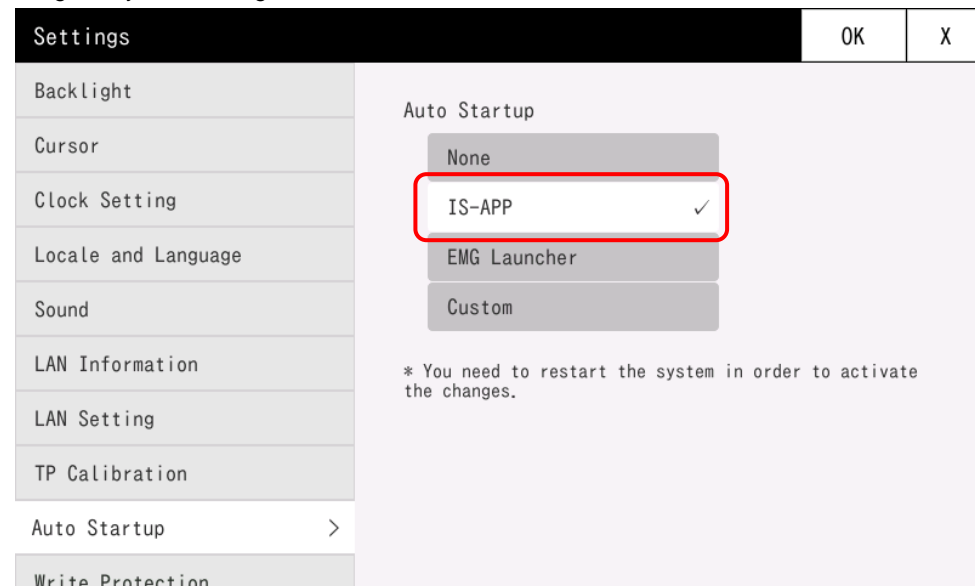 Settings
OK
X
Backlight
Cursor
Clock Setting
Locale and Language
Sound
LAN Information
LAN Setting
TP Calibration
Auto Startup >
Write Protection
Auto Startup
None
IS-APP ✓
EMG Launcher
Custom
* You need to restart the system in order to activate
the changes.